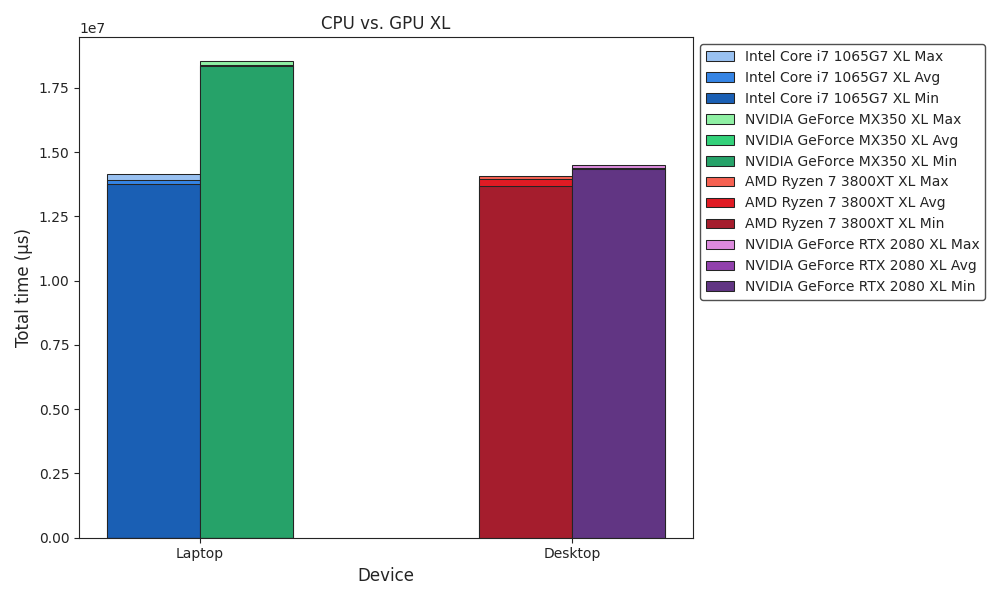 CPU vs. GPU XL
1e7
1.75
1.50
1.25
1.00
0.75
0.50
0.25
0.00
Total time (µs)
Laptop
Desktop
Device
Intel Core i7 1065G7 XL Max
Intel Core i7 1065G7 XL Avg
Intel Core i7 1065G7 XL Min
NVIDIA GeForce MX350 XL Max
NVIDIA GeForce MX350 XL Avg
NVIDIA GeForce MX350 XL Min
AMD Ryzen 7 3800XT XL Max
AMD Ryzen 7 3800XT XL Avg
AMD Ryzen 7 3800XT XL Min
NVIDIA GeForce RTX 2080 XL Max
NVIDIA GeForce RTX 2080 XL Avg
NVIDIA GeForce RTX 2080 XL Min